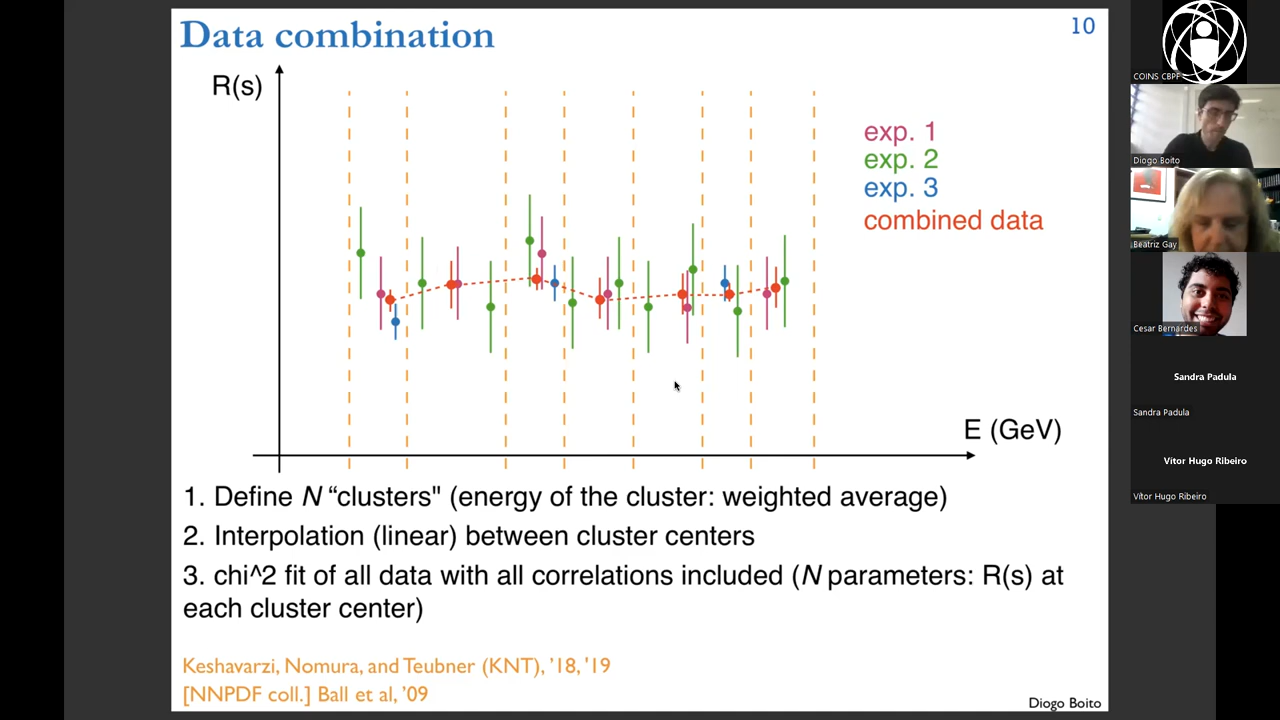 Data combination
10
R(s)
exp. 1
exp. 2
exp. 3
combined data
E (GeV)
1. Define N “clusters" (energy of the cluster: weighted average)
2. Interpolation (linear) between cluster centers
3. chi^2 fit of all data with all correlations included (N parameters: R(s) at
each cluster center)
Keshavarzi, Nomura, and Teubner (KNT), ’18, '19
[NNPDF coll.] Ball et al, ’09
Diogo Boito
COINS CBPF
Diogo Boito
Beatriz Gay
Cesar Bernardes
Sandra Padula
Sandra Padula
Vítor Hugo Ribeiro
Vítor Hugo Ribeiro